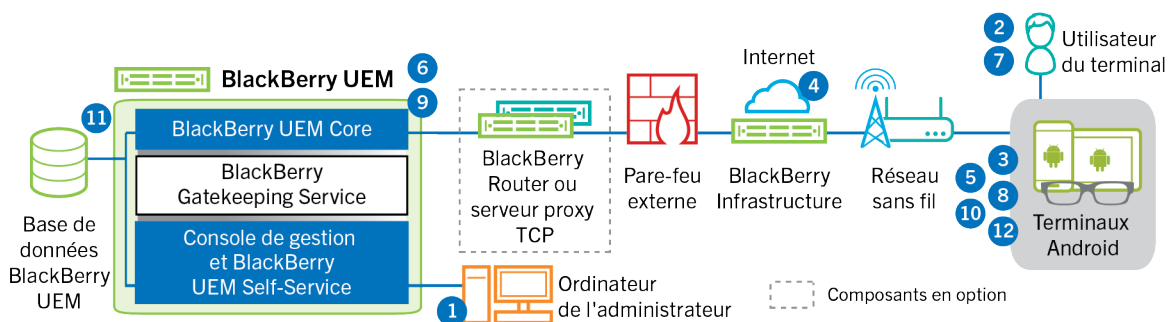 BlackBerry UEM
6
9
11
BlackBerry UEM Core
BlackBerry
Gatekeeping Service
Console de gestion
et BlackBerry
UEM Self-Service
Base de
données
BlackBerry
UEM
1
Ordinateur
de l'administrateur
BlackBerry
Router ou
serveur proxy
TCP
Pare-feu
externe
Internet
4
BlackBerry
Infrastructure
Réseau
sans fil
2
7
Utilisateur
du terminal
3
5
8
10
12
Terminaux
Android
Composants en option